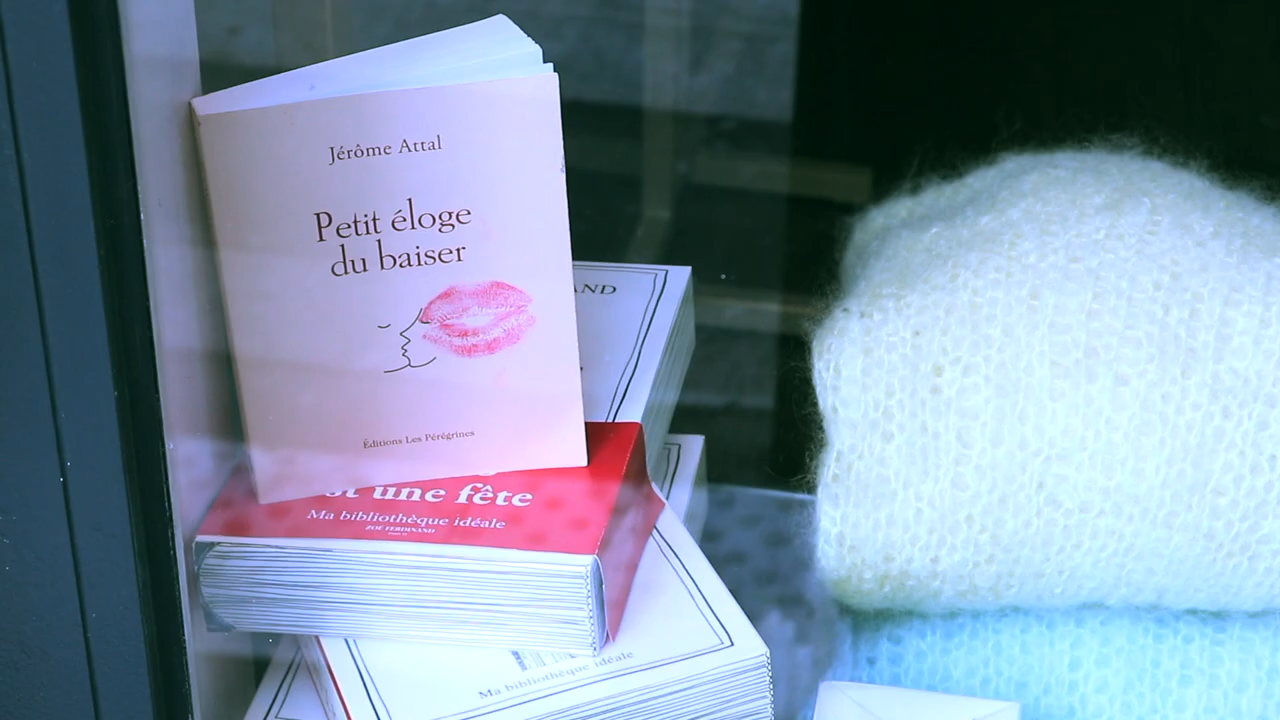 Jérôme Attal
Petit éloge
du baiser
Éditions Les Pérégrines
AND
une fête
Ma bibliothèque idéale
ZOÉ FERDINAND
Ma bibliothèque idéale